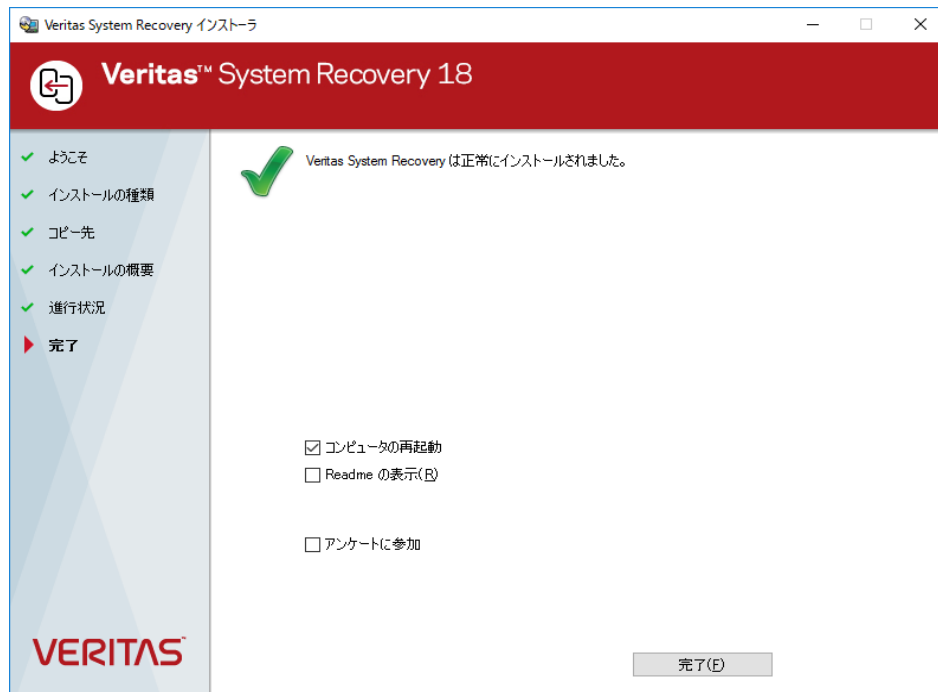 Veritas System Recovery インストーラ
Veritas™ System Recovery 18
ようこそ
インストールの種類
コピー先
インストールの概要
進行状況
完了
Veritas System Recovery は正常にインストールされました。
コンピュータの再起動
Readme の表示(R)
アンケートに参加
VERITAS™
完了(F)